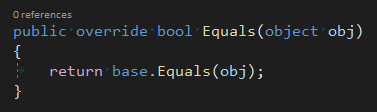 0 references
public override bool Equals(object obj)
{
    return base.Equals(obj);
}